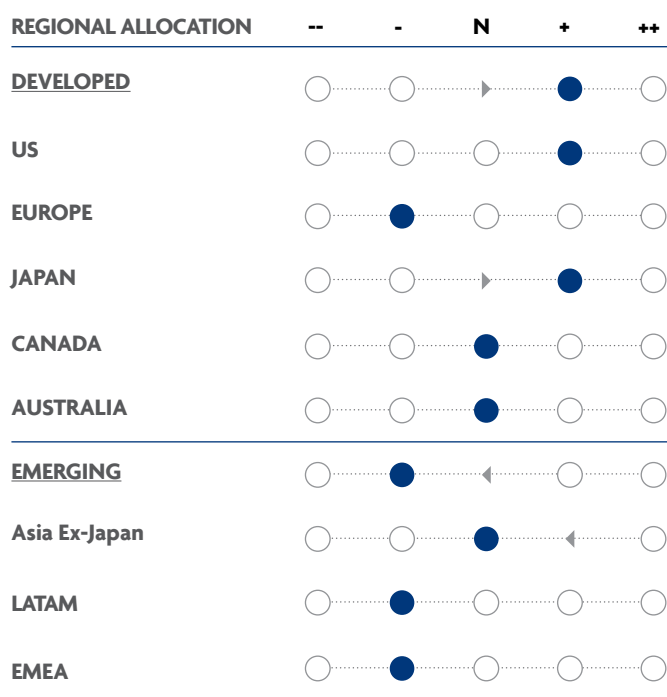 REGIONAL ALLOCATION -- - N + ++
DEVELOPED
US
EUROPE
JAPAN
CANADA
AUSTRALIA
EMERGING
Asia Ex-Japan
LATAM
EMEA